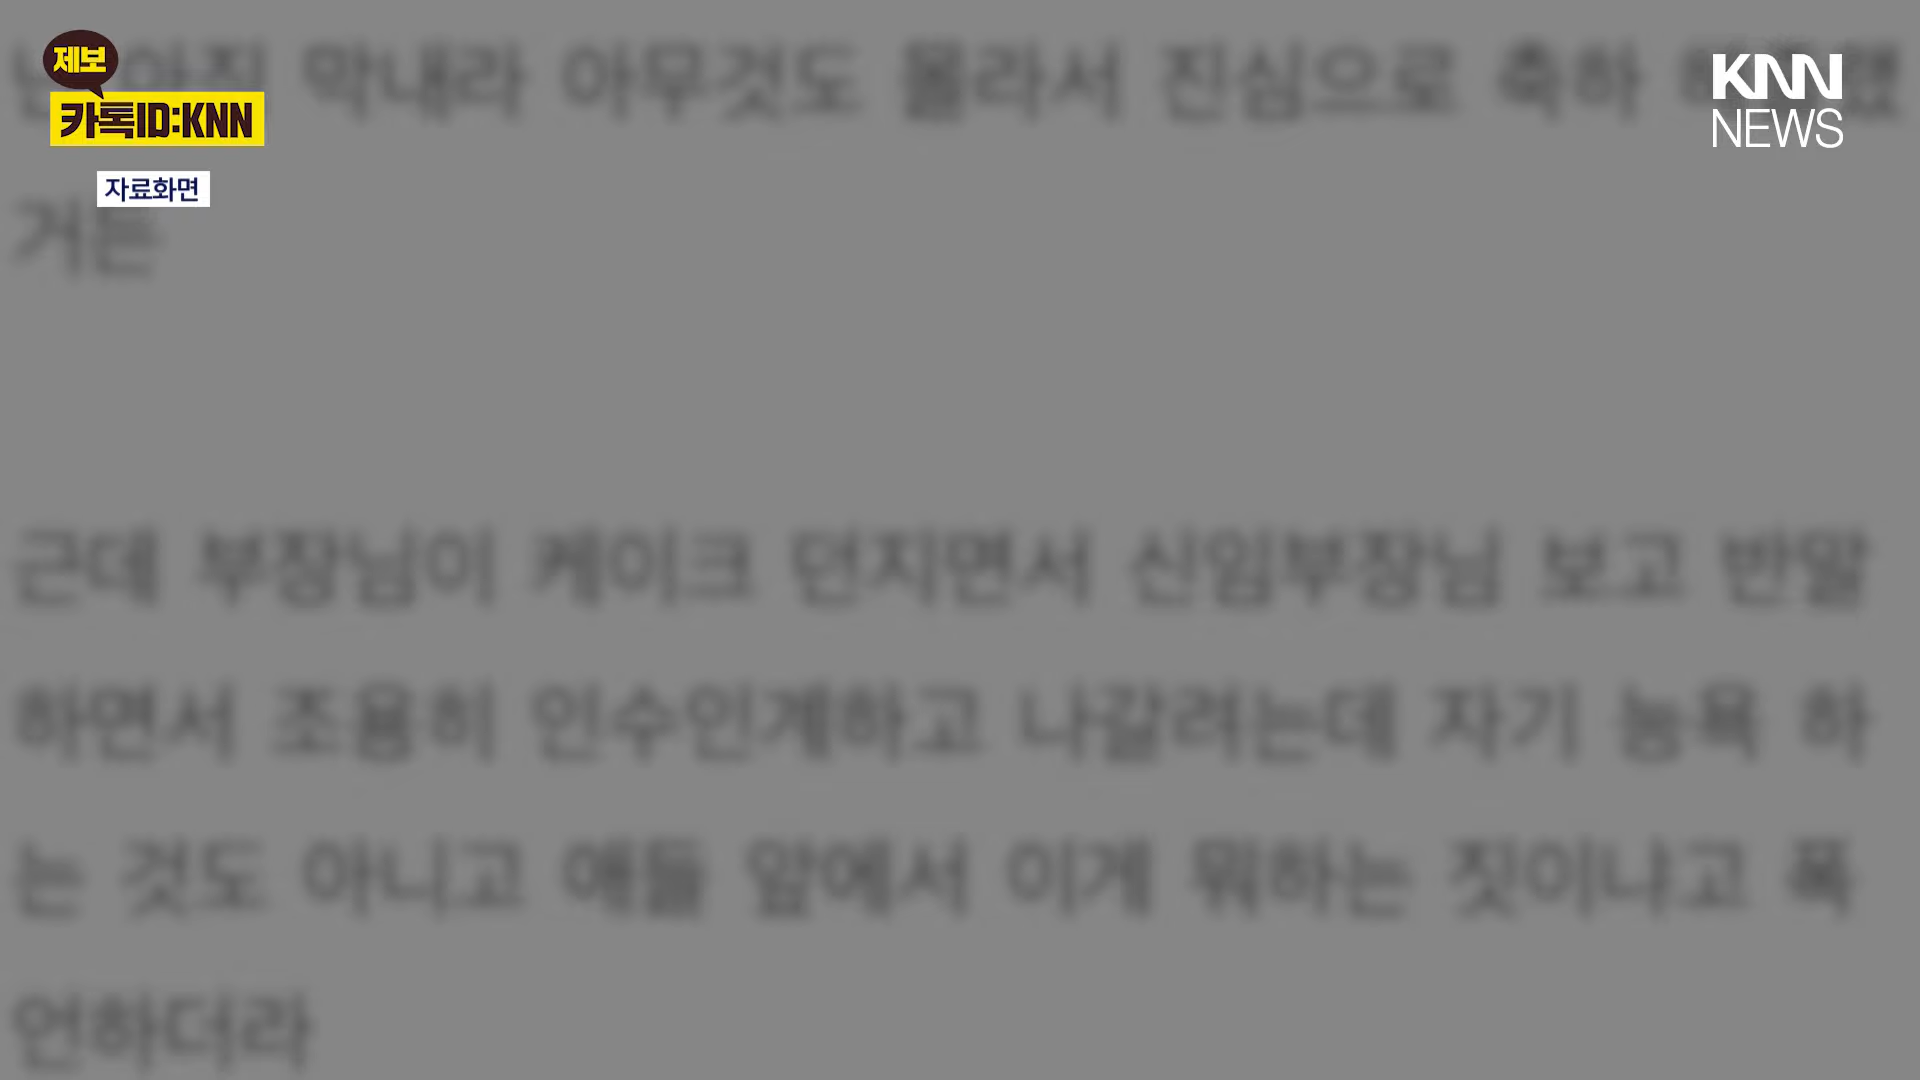 제보
카톡ID:KNN
자료화면
KNN
NEWS
막내라 아무것도 몰라서 진심으로 축하
거든
근데 부장님이 케이크 던지면서 신임부장님 보고 반말
하면서 조용히 인수인계하고 나갈려는데 자기 능욕 하
는 것도 아니고 애들 앞에서 이게 뭐하는 짓이냐고 폭
언하더라